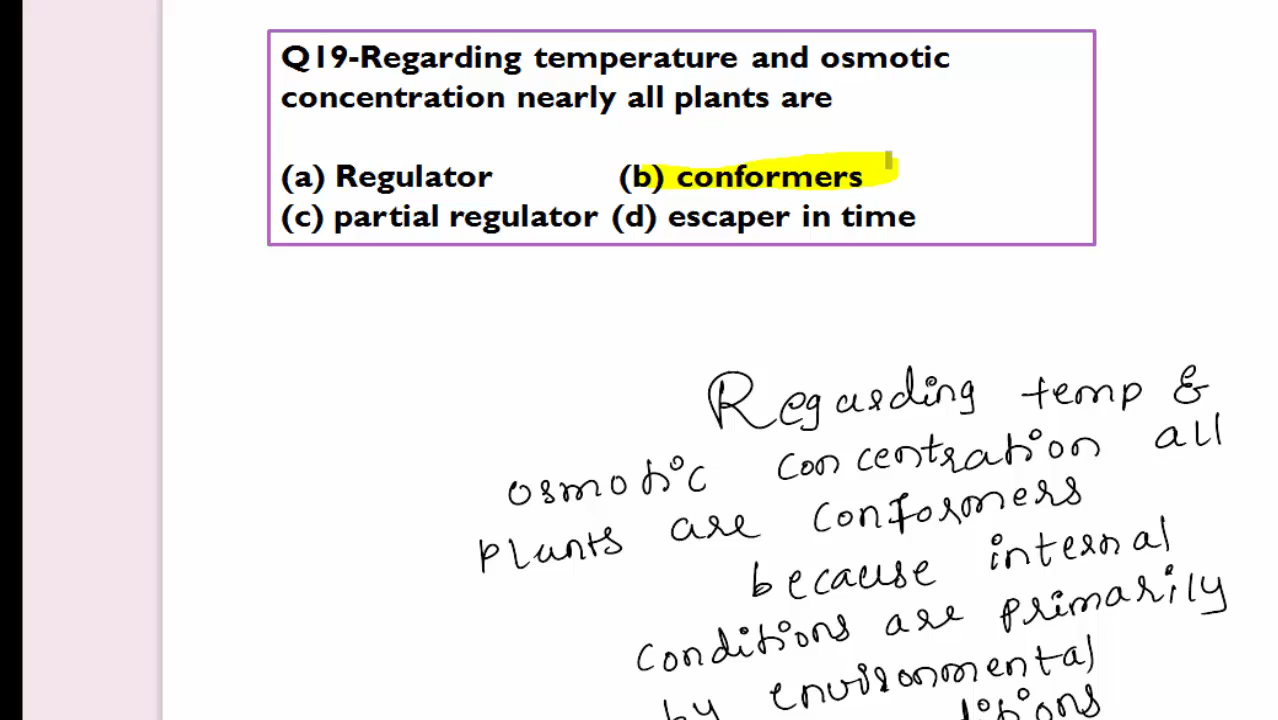 Q19-Regarding temperature and osmotic
concentration nearly all plants are
(a) Regulator (b) conformers
(c) partial regulator (d) escaper in time
Regarding temp &
osmotic concentration all
plants are conformers
because internal
conditions are primarily
by environmental